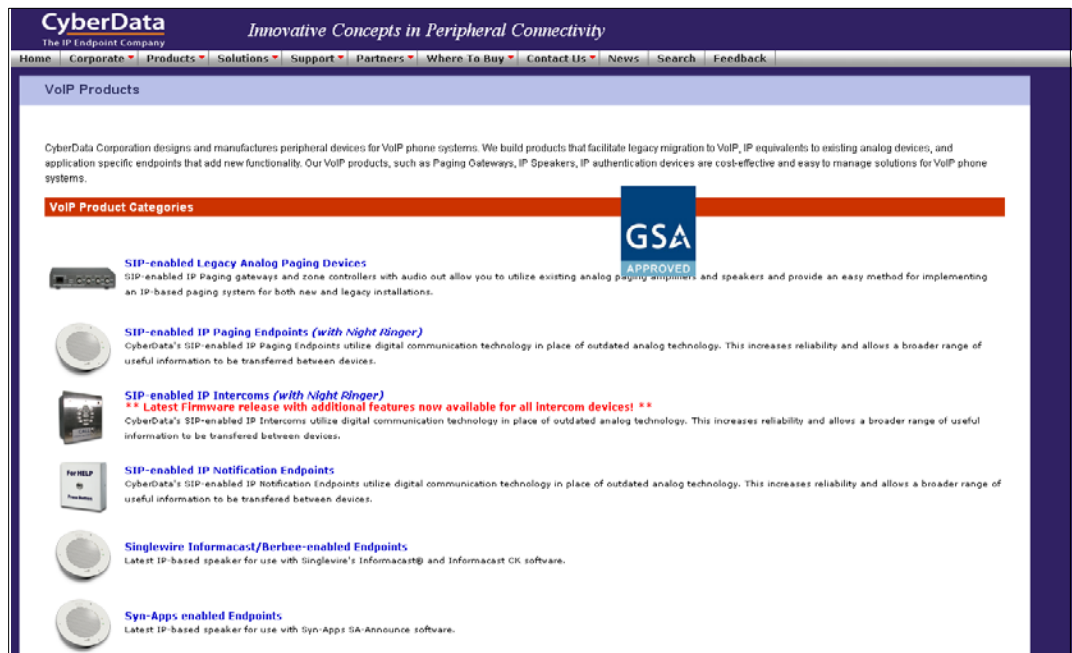 CyberData
The IP Endpoint Company
Innovative Concepts in Peripheral Connectivity
Home Corporate Products Solutions Support Partners Where To Buy Contact Us News Search Feedback
VoIP Products
CyberData Corporation designs and manufactures peripheral devices for VoIP phone systems. We build products that facilitate legacy migration to VoIP, IP equivalents to existing analog devices, and
application specific endpoints that add new functionality. Our VoIP products, such as Paging Gateways, IP Speakers, IP authentication devices are cost-effective and easy to manage solutions for VoIP phone
systems.
VoIP Product Categories
GSA
APPROVED
SIP-enabled Legacy Analog Paging Devices
SIP-enabled IP Paging gateways and zone controllers with audio out allow you to utilize existing analog paging amplifiers and speakers and provide an easy method for implementing
an IP-based paging system for both new and legacy installations.
SIP-enabled IP Paging Endpoints (with Night Ringer)
CyberData's SIP-enabled IP Paging Endpoints utilize digital communication technology in place of outdated analog technology. This increases reliability and allows a broader range of
useful information to be transferred between devices.
SIP-enabled IP Intercoms (with Night Ringer)
** Latest Firmware release with additional features now available for all intercom devices! **
CyberData's SIP-enabled IP Intercoms utilize digital communication technology in place of outdated analog technology. This increases reliability and allows a broader range of useful
information to be transfered between devices.
For HELP
SIP-enabled IP Notification Endpoints
CyberData's SIP-enabled IP Notification Endpoints utilize digital communication technology in place of outdated analog technology. This increases reliability and allows a broader range of
useful information to be transfered between devices.
Singlewire Informacast/Berbee-enabled Endpoints
Latest IP-based speaker for use with Singlewire's Informacast® and Informacast CK software.
Syn-Apps enabled Endpoints
Latest IP-based speaker for use with Syn-Apps SA-Announce software.